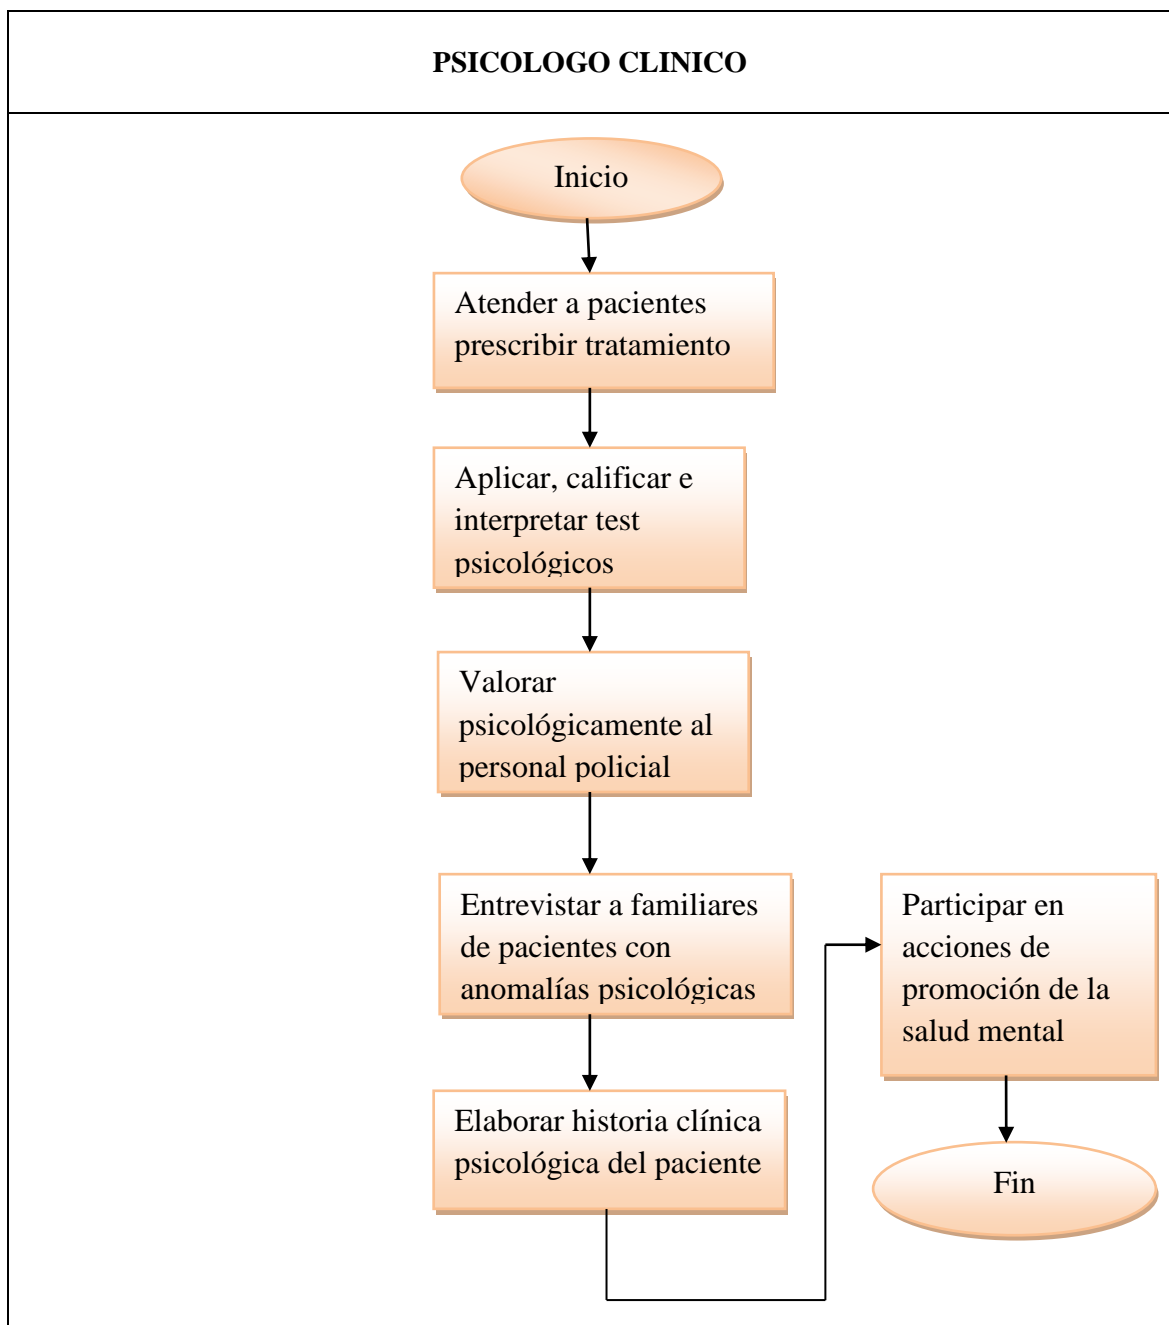 PSICOLOGO CLINICO
Inicio
Atender a pacientes
prescribir tratamiento
Aplicar, calificar e
interpretar test
psicológicos
Valorar
psicológicamente al
personal policial
Entrevistar a familiares
de pacientes con
anomalías psicológicas
Elaborar historia clínica
psicológica del paciente
Participar en
acciones de
promoción de la
salud mental
Fin